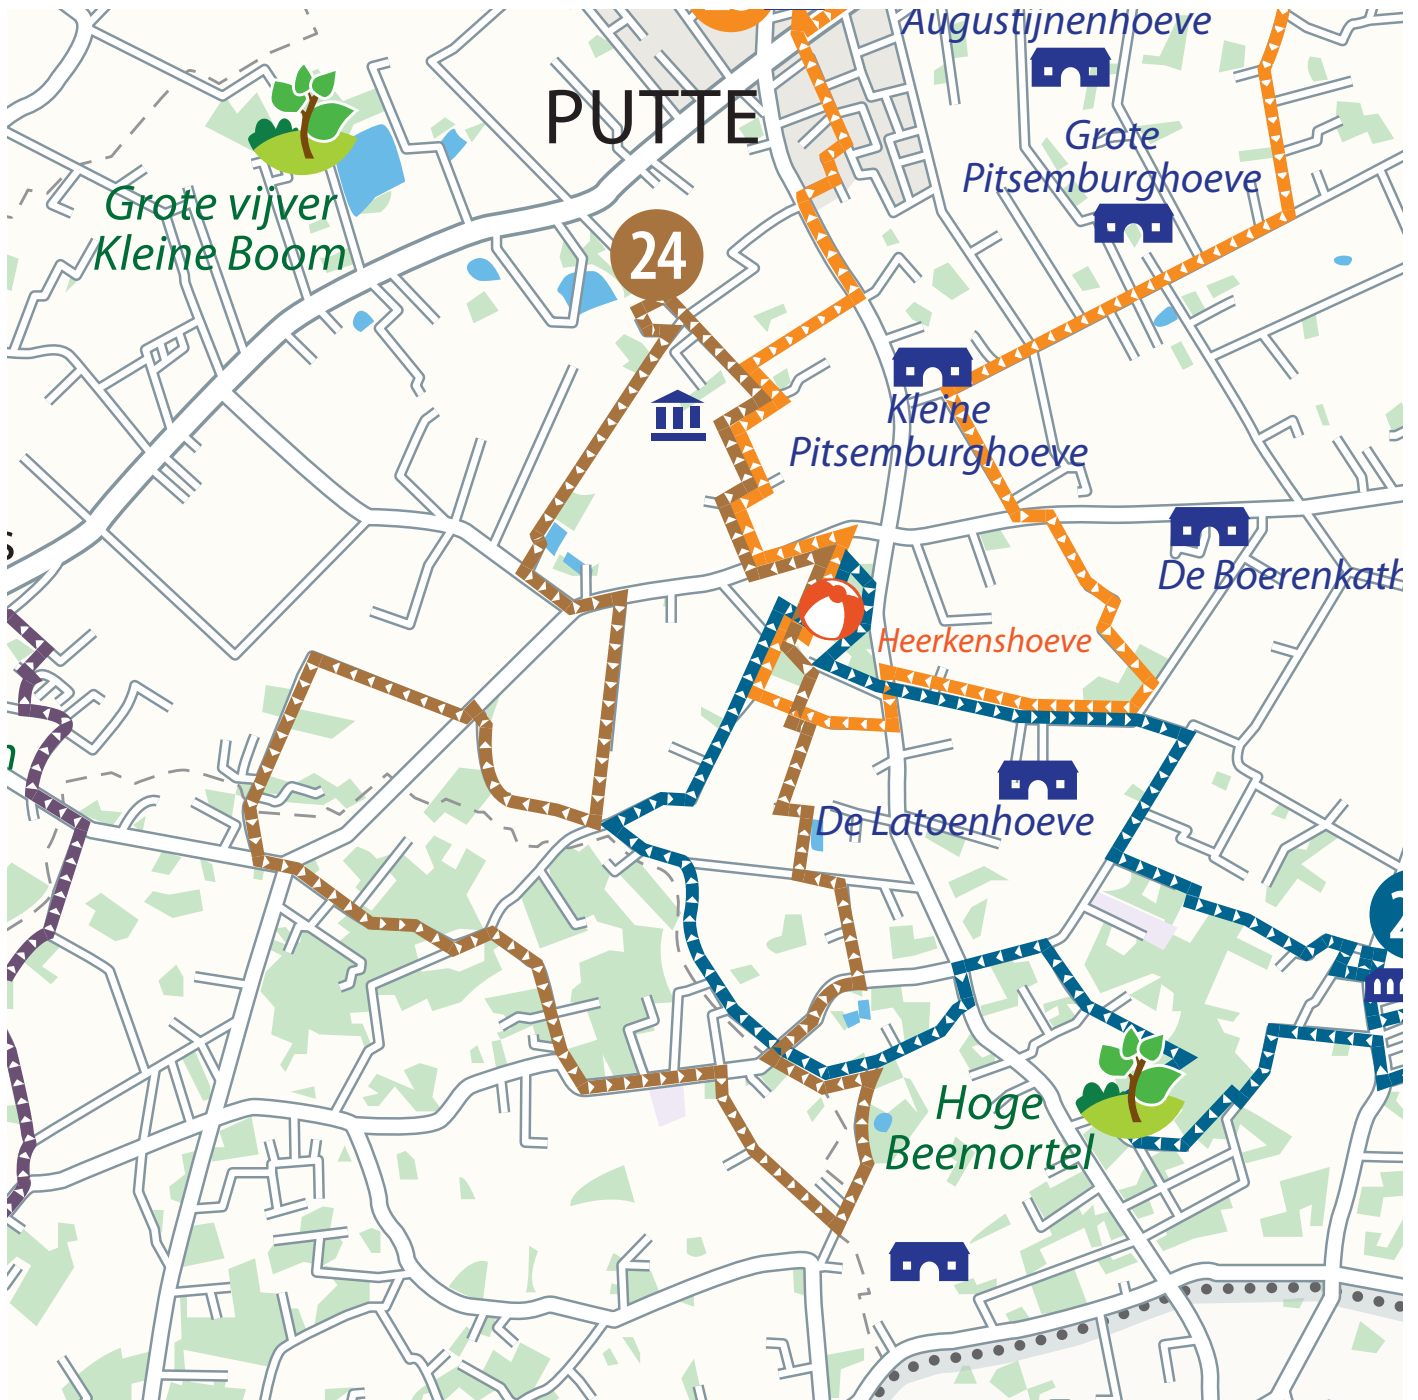 Augustijnenhoeve
PUTTE
Grote
Pitsemburghoeve
Grote vijver
Kleine Boom
24
Kleine
Pitsemburghoeve
De Boerenkath
Heerkenshoeve
De Latoenhoeve
Hoge
Beemortel